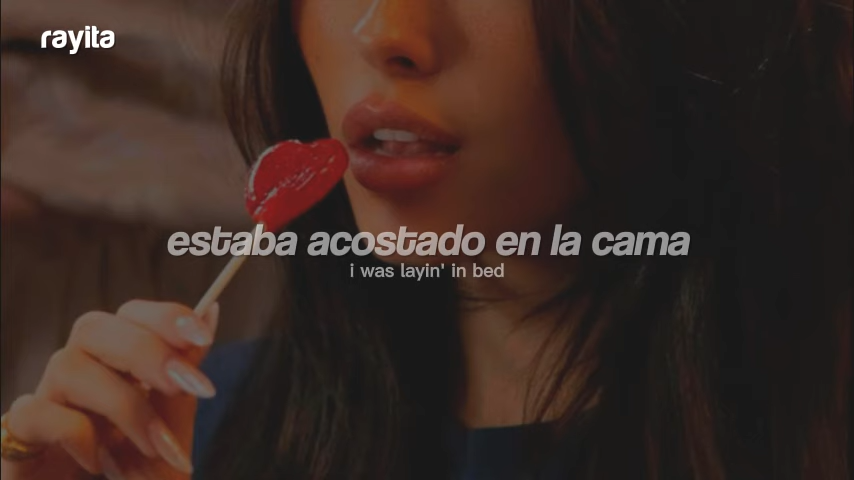 rayita
estaba acostado en la cama
i was layin' in bed